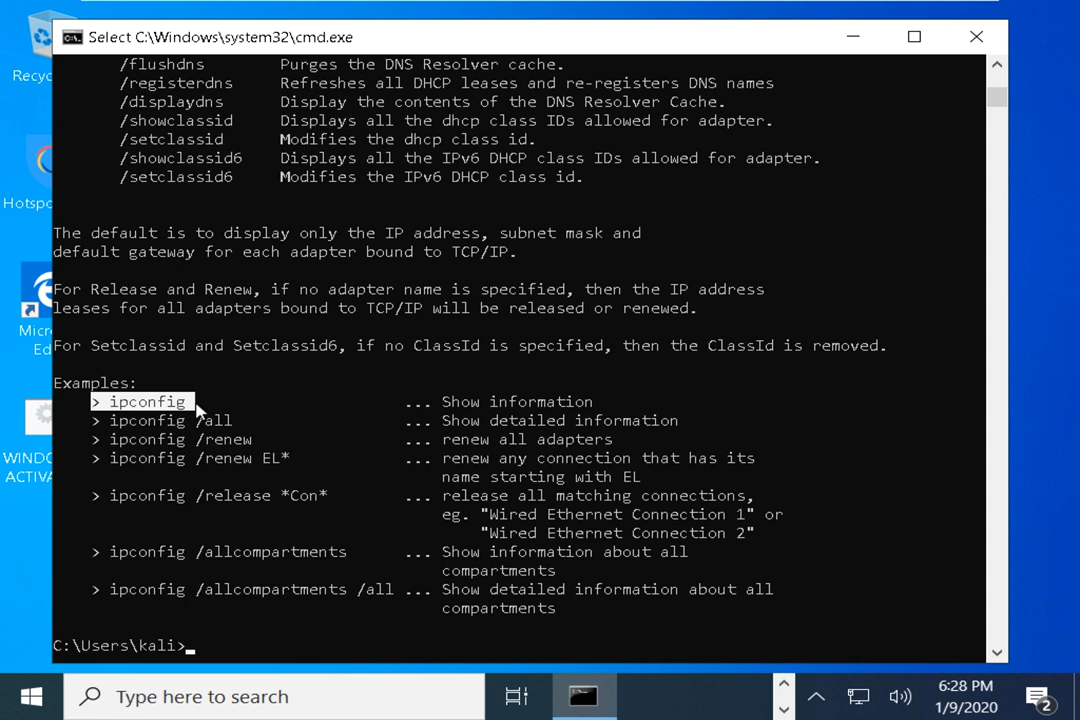 Select C:\Windows\system32\cmd.exe
Recyc
/flushdns Purges the DNS Resolver cache.
/registerdns Refreshes all DHCP leases and re-registers DNS names
/displaydns Display the contents of the DNS Resolver Cache.
/showclassid Displays all the dhcp class IDs allowed for adapter.
/setclassid Modifies the dhcp class id.
/showclassid6 Displays all the IPv6 DHCP class IDs allowed for adapter.
/setclassid6 Modifies the IPv6 DHCP class id.
Hotspo
The default is to display only the IP address, subnet mask and
default gateway for each adapter bound to TCP/IP.
For Release and Renew, if no adapter name is specified, then the IP address
leases for all adapters bound to TCP/IP will be released or renewed.
Micr
Ed
For Setclassid and Setclassid6, if no ClassId is specified, then the ClassId is removed.
Examples:
> ipconfig ... Show information
> ipconfig /all ... Show detailed information
> ipconfig /renew ... renew all adapters
> ipconfig /renew EL* ... renew any connection that has its
name starting with EL
WINDO
ACTIVA
> ipconfig /release *Con* ... release all matching connections,
eg. "Wired Ethernet Connection 1" or
"Wired Ethernet Connection 2"
> ipconfig /allcompartments ... Show information about all
compartments
> ipconfig /allcompartments /all ... Show detailed information about all
compartments
C:\Users\kali>
Type here to search
6:28 PM
1/9/2020
2